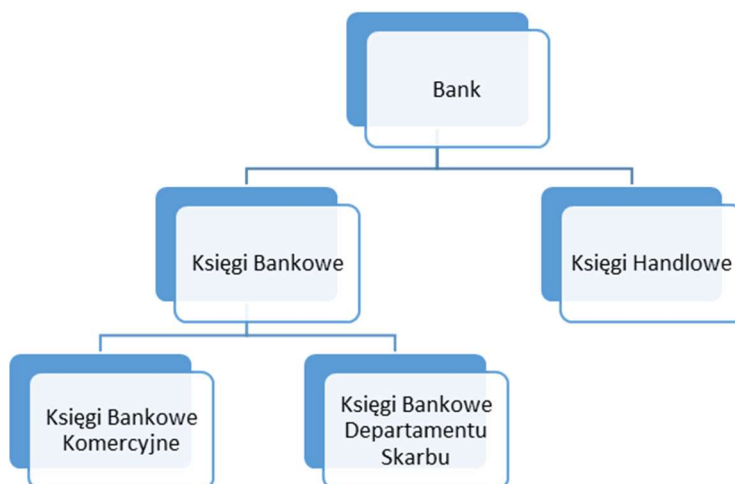 Bank
Księgi Bankowe
Księgi Handlowe
Księgi Bankowe
Komercyjne
Księgi Bankowe
Departamentu
Skarbu